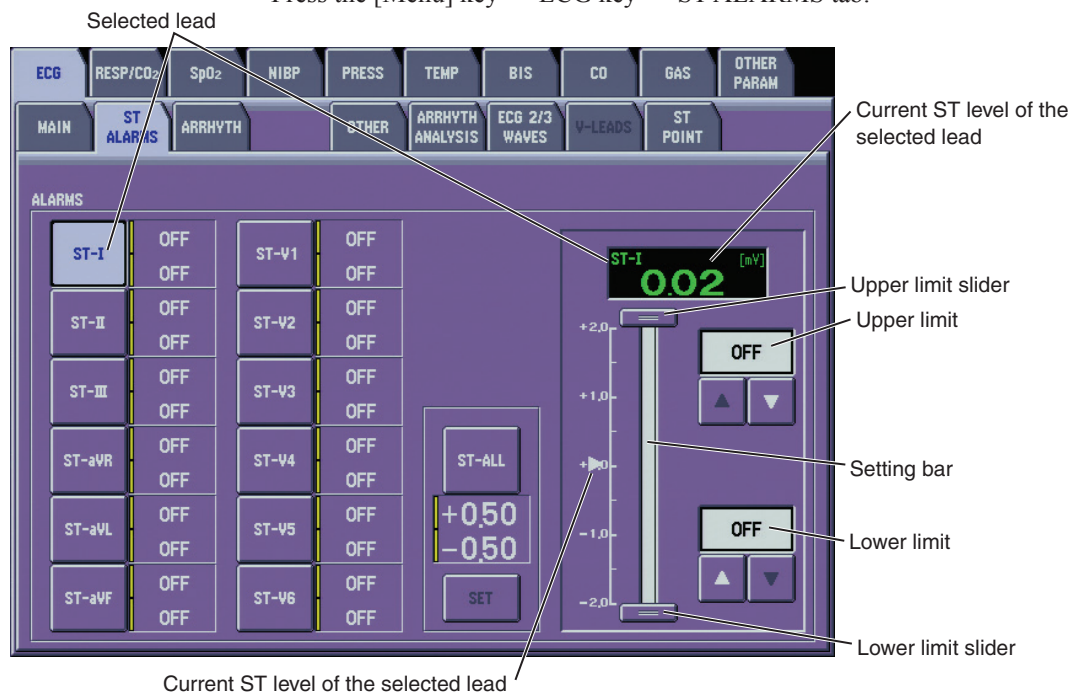 Press the [Menu] key → ECG key → ST ALARMS tab.
Selected lead
ECG
RESP/CO2
SpO2
NIBP
PRESS
TEMP
BIS
CO
GAS
OTHER
PARAM
MAIN
ST
ALARMS
ARRHYTH
OTHER
ARRHYTH
ANALYSIS
ECG 2/3
WAVES
V-LEADS
ST
POINT
Current ST level of the
selected lead
ALARMS
ST-I
OFF
OFF
ST-V1
OFF
OFF
ST-II
OFF
OFF
ST-V2
OFF
OFF
ST-III
OFF
OFF
ST-V3
OFF
OFF
ST-aVR
OFF
OFF
ST-V4
OFF
OFF
ST-aVL
OFF
OFF
ST-V5
OFF
OFF
ST-aVF
OFF
OFF
ST-V6
OFF
OFF
ST-ALL
+0.50
-0.50
SET
ST-I
[mV]
0.02
+2.0
+1.0
-1.0
-2.0
OFF
OFF
Upper limit slider
Upper limit
Setting bar
Lower limit
Lower limit slider
Current ST level of the selected lead